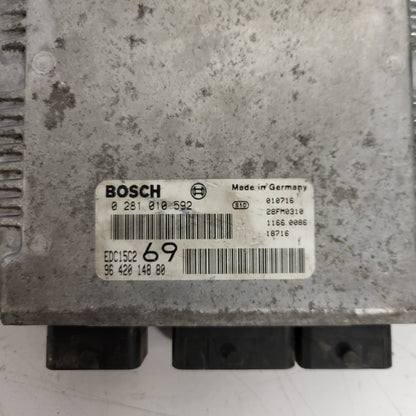 BOSCH Made in Germany
0 281 010 592 010716
28FM0310
1166.0086
18716
EDC15C2 69
96 420 148 80